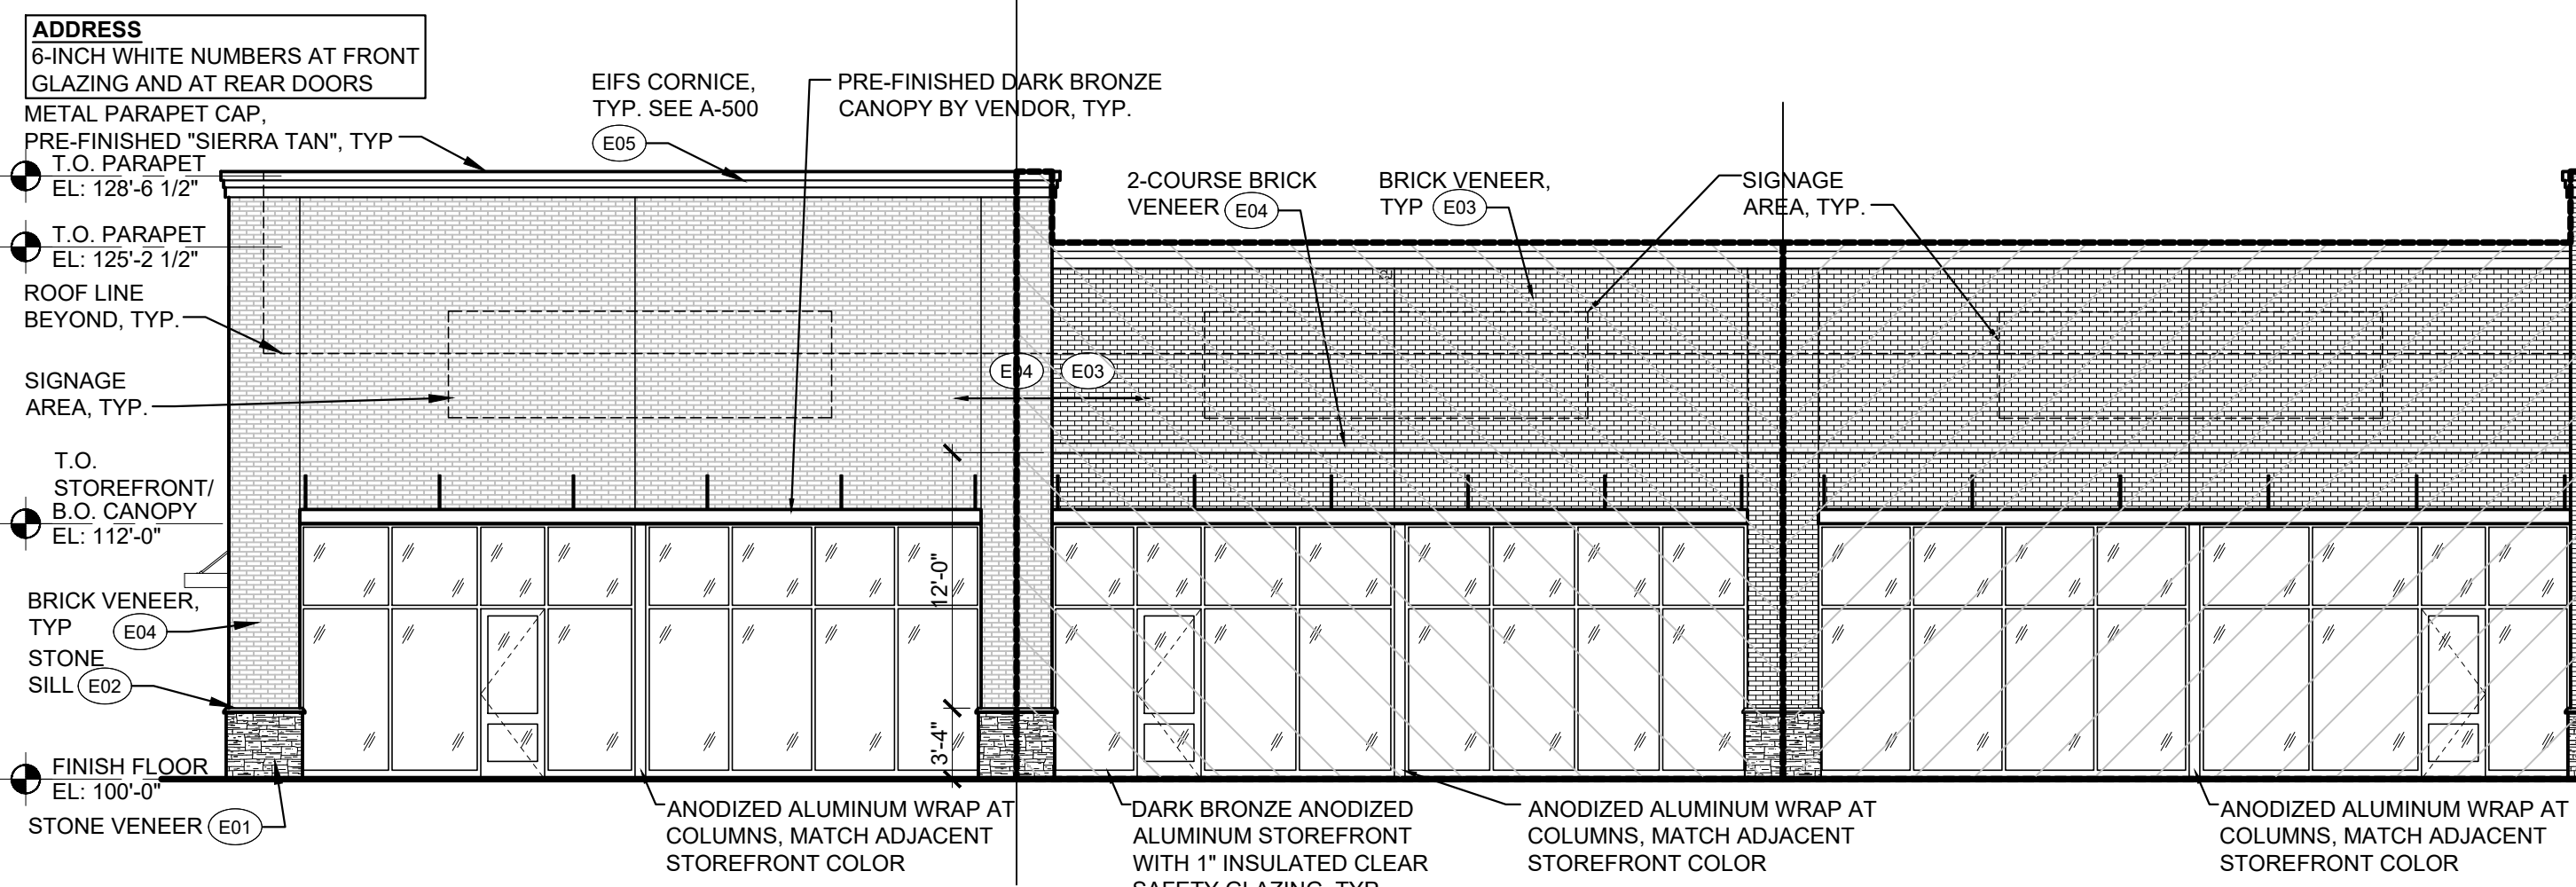 ADDRESS
6-INCH WHITE NUMBERS AT FRONT
GLAZING AND AT REAR DOORS
METAL PARAPET CAP,
PRE-FINISHED "SIERRA TAN", TYP
T.O. PARAPET
EL: 128'-6 1/2"
T.O. PARAPET
EL: 125'-2 1/2"
ROOF LINE
BEYOND, TYP.
SIGNAGE
AREA, TYP.
T.O.
STOREFRONT/
B.O. CANOPY
EL: 112'-0"
BRICK VENEER,
TYP E04
STONE
SILL E02
FINISH FLOOR
EL: 100'-0"
STONE VENEER E01
EIFS CORNICE,
TYP. SEE A-500
E05
PRE-FINISHED DARK BRONZE
CANOPY BY VENDOR, TYP.
2-COURSE BRICK
VENEER E04
BRICK VENEER,
TYP E03
SIGNAGE
AREA, TYP.
E04 E03
12'-0"
3'-4"
ANODIZED ALUMINUM WRAP AT
COLUMNS, MATCH ADJACENT
STOREFRONT COLOR
DARK BRONZE ANODIZED
ALUMINUM STOREFRONT
WITH 1" INSULATED CLEAR
SAFETY GLAZING, TYP.
ANODIZED ALUMINUM WRAP AT
COLUMNS, MATCH ADJACENT
STOREFRONT COLOR
ANODIZED ALUMINUM WRAP AT
COLUMNS, MATCH ADJACENT
STOREFRONT COLOR